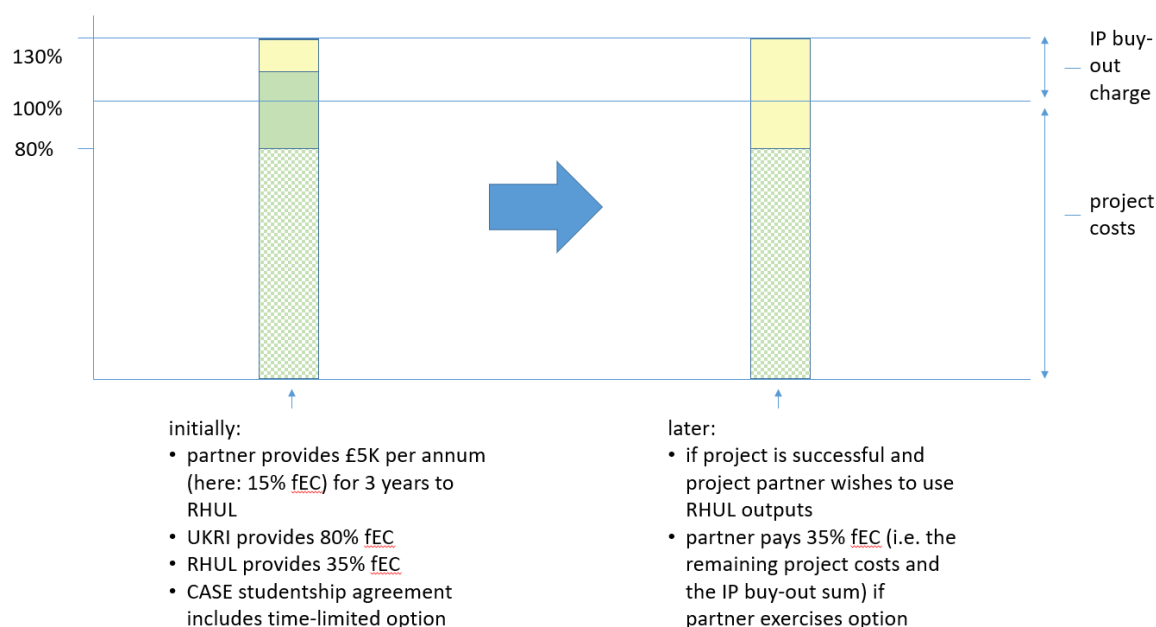 130%
100%
80%
IP buy-
out
charge
project
costs
initially:
• partner provides £5K per annum
(here: 15% fEC) for 3 years to
RHUL
• UKRI provides 80% fEC
• RHUL provides 35% fEC
• CASE studentship agreement
includes time-limited option
later:
• if project is successful and
project partner wishes to use
RHUL outputs
• partner pays 35% fEC (i.e. the
remaining project costs and
the IP buy-out sum) if
partner exercises option